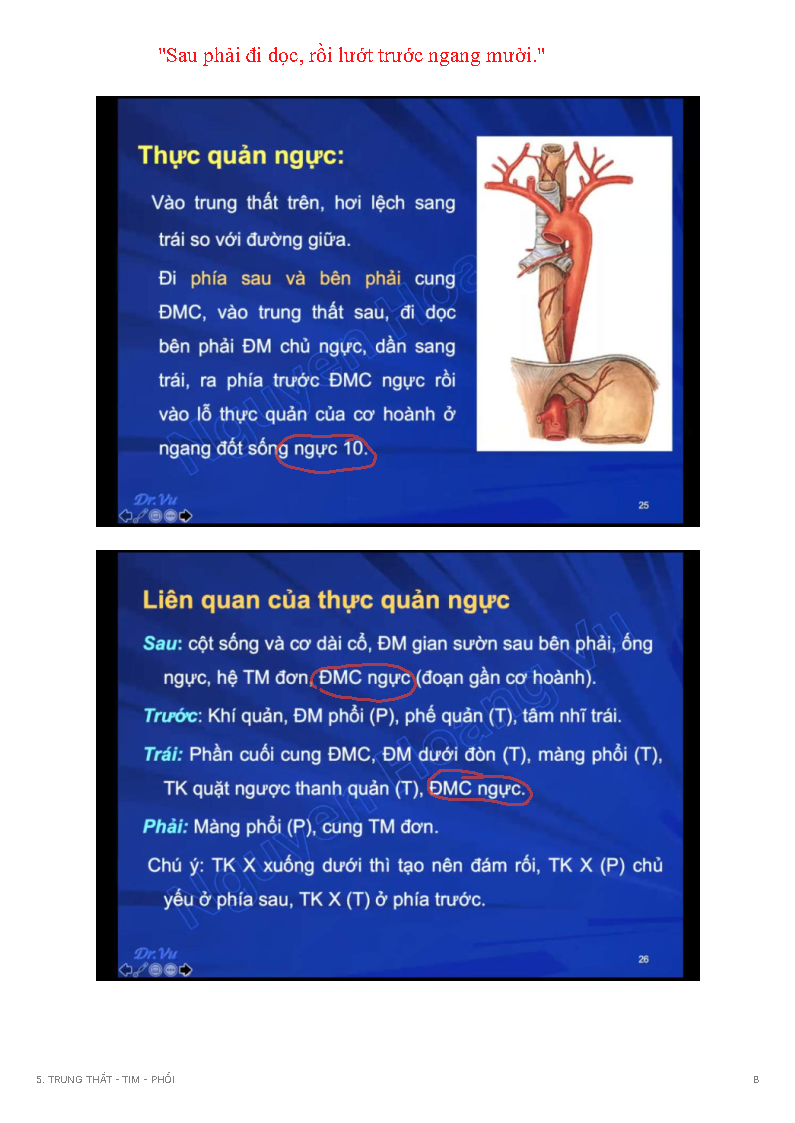 "Sau phải đi dọc, rồi lướt trước ngang mười."
Thực quản ngực:
Vào trung thất trên, hơi lệch sang
trái so với đường giữa.
Đi phía sau và bên phải cung
ĐMC, vào trung thất sau, đi dọc
bên phải ĐM chủ ngực, dần sang
trái, ra phía trước ĐMC ngực rồi
vào lỗ thực quản của cơ hoành ở
ngang đốt sống ngực 10.
Dr.Vu
25
Liên quan của thực quản ngực
Sau: cột sống và cơ dài cổ, ĐM gian sườn sau bên phải, ống
ngực, hệ TM đơn, ĐMC ngực (đoạn gần cơ hoành).
Trước: Khí quản, ĐM phổi (P), phế quản (T), tâm nhĩ trái.
Trái: Phần cuối cung ĐMC, ĐM dưới đòn (T), màng phổi (T),
TK quặt ngược thanh quản (T), ĐMC ngực.
Phải: Màng phổi (P), cung TM đơn.
Chú ý: TK X xuống dưới thì tạo nên đám rối, TK X (P) chủ
yếu ở phía sau, TK X (T) ở phía trước.
Nguyen Hoang Vu
Dr.Vu
26
5. TRUNG THẤT - TIM - PHỔI
8